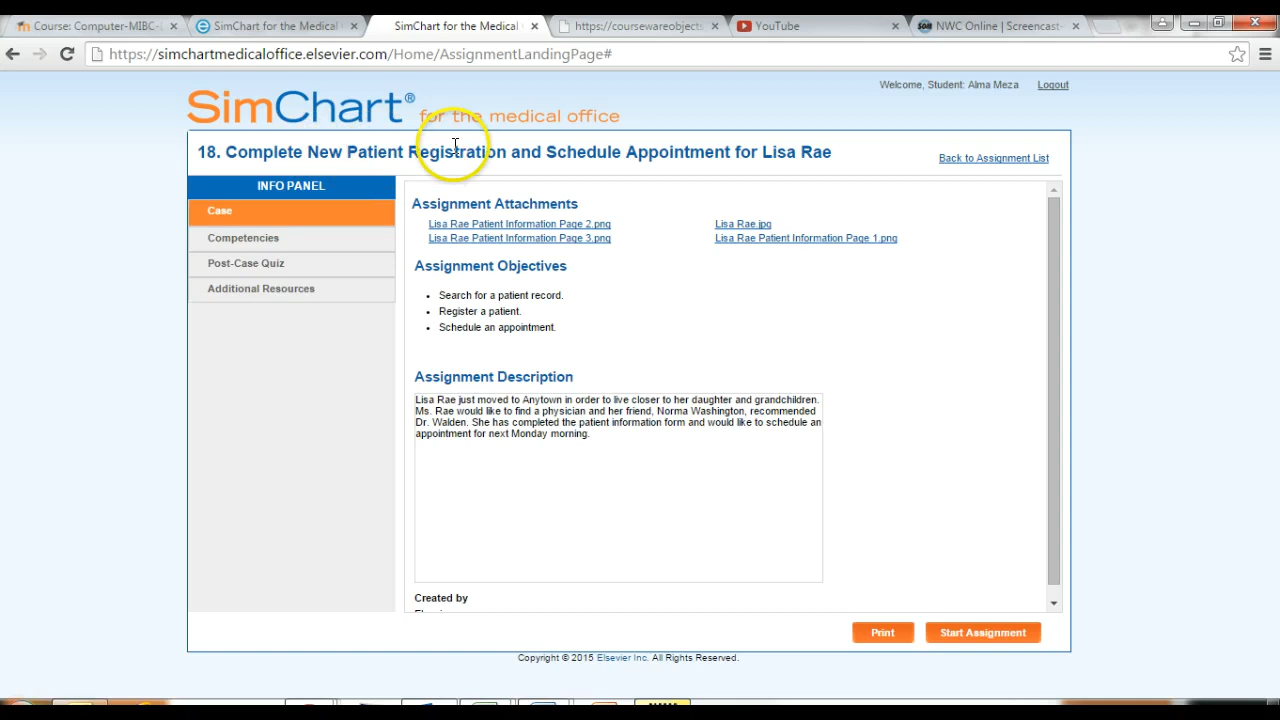 Course: Computer-MIBC-
SimChart for the Medical
SimChart for the Medical
https://coursewareobjects.
YouTube
NWC Online | Screencast-
https://simchartmedicaloffice.elsevier.com/Home/AssignmentLandingPage#
Welcome, Student: Alma Meza
Logout
SimChart® for the medical office
18. Complete New Patient Registration and Schedule Appointment for Lisa Rae
Back to Assignment List
INFO PANEL
Case
Competencies
Post-Case Quiz
Additional Resources
Assignment Attachments
Lisa Rae Patient Information Page 2.png
Lisa Rae.jpg
Lisa Rae Patient Information Page 3.png
Lisa Rae Patient Information Page 1.png
Assignment Objectives
• Search for a patient record.
• Register a patient.
• Schedule an appointment.
Assignment Description
Lisa Rae just moved to Anytown in order to live closer to her daughter and grandchildren.
Ms. Rae would like to find a physician and her friend, Norma Washington, recommended
Dr. Walden. She has completed the patient information form and would like to schedule an
appointment for next Monday morning.
Created by
Print
Start Assignment
Copyright © 2015 Elsevier Inc. All Rights Reserved.